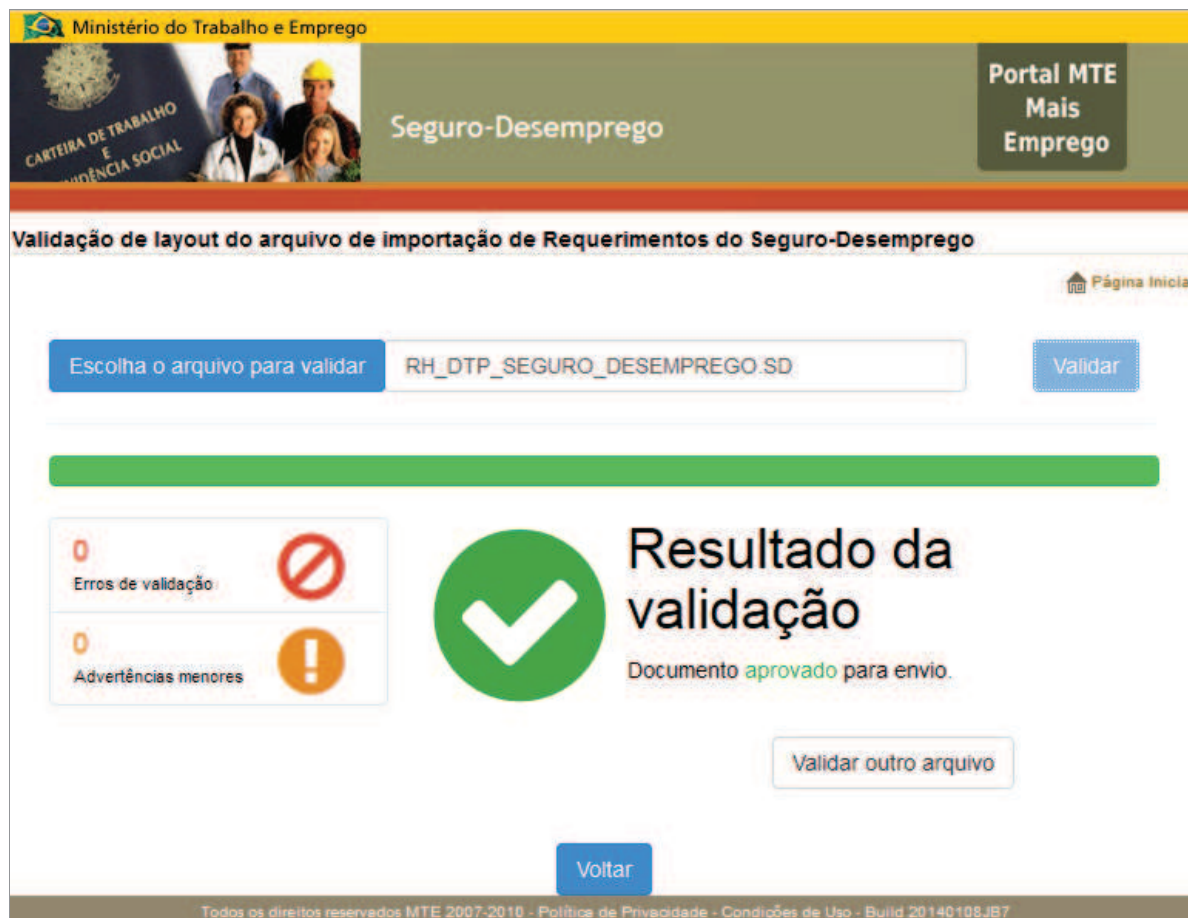 Ministério do Trabalho e Emprego
CARTEIRA DE TRABALHO
E
VIDÊNCIA SOCIAL
Seguro-Desemprego
Portal MTE
Mais
Emprego
Validação de layout do arquivo de importação de Requerimentos do Seguro-Desemprego
Página Inicia
Escolha o arquivo para validar
RH_DTP_SEGURO_DESEMPREGO.SD
Validar
0
Erros de validação
0
Advertências menores
Resultado da
validação
Documento aprovado para envio.
Validar outro arquivo
Voltar
Todos os direitos reservados MTE 2007-2010 - Política de Privacidade - Condições de Uso - Build 20140108JB7